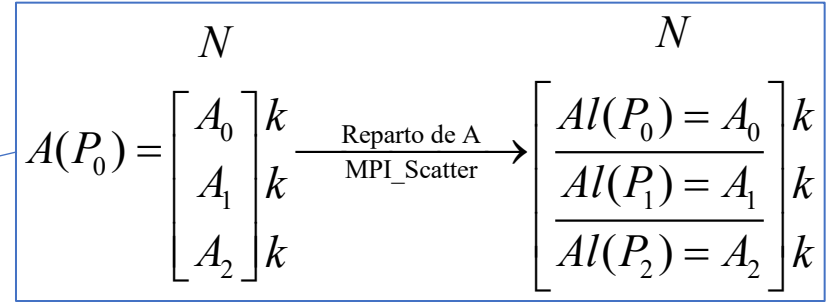 N N
A(P₀) = [ A₀ ] k Reparto de A [ Al(P₀) = A₀ ] k
[ A₁ ] k MPI_Scatter → [ Al(P₁) = A₁ ] k
[ A₂ ] k [ Al(P₂) = A₂ ] k